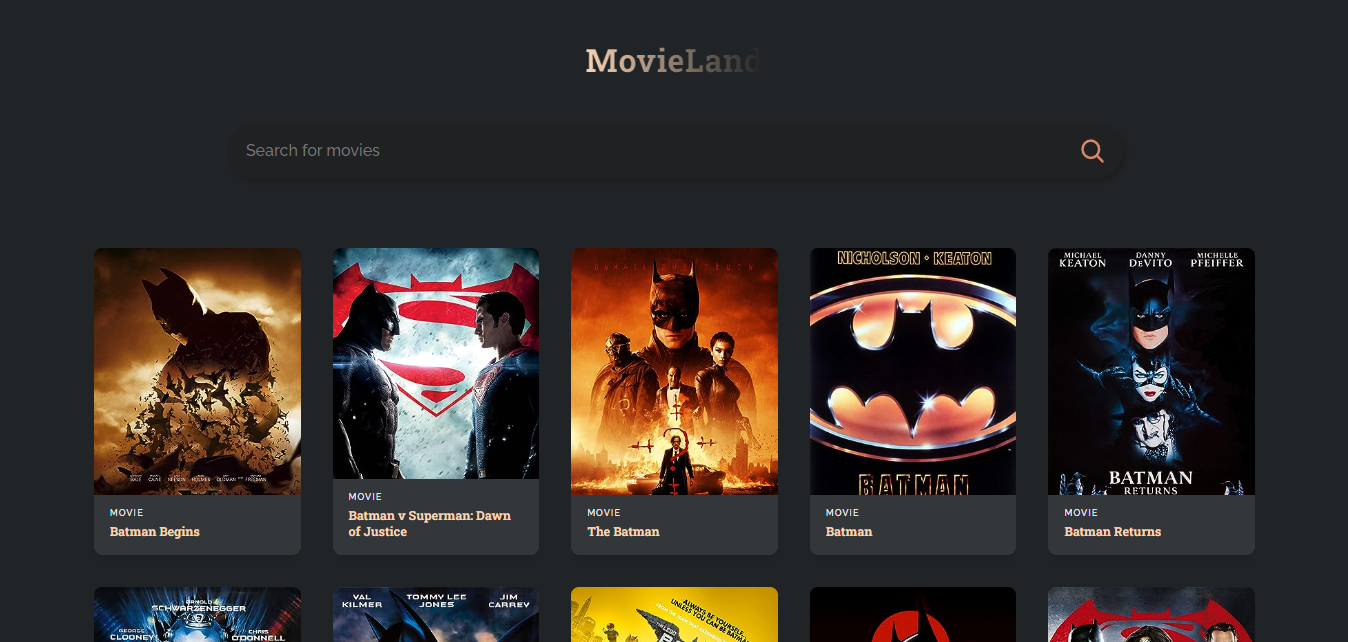 MovieLand
Search for movies
NICHOLSON • KEATON
MICHAEL KEATON
DANNY DEVITO
MICHELLE PFEIFFER
BATMAN
BATMAN
RETURNS
MOVIE
Batman Begins
MOVIE
Batman v Superman: Dawn
of Justice
MOVIE
The Batman
MOVIE
Batman
MOVIE
Batman Returns
ARNOLD
SCHWARZENEGGER
GEORGE
CLOONEY
CHRIS
O'DONNELL
VAL
KILMER
TOMMY LEE
JONES
JIM
CARREY
ALWAYS BE YOURSELF.
UNLESS YOU CAN BE BATMAN.